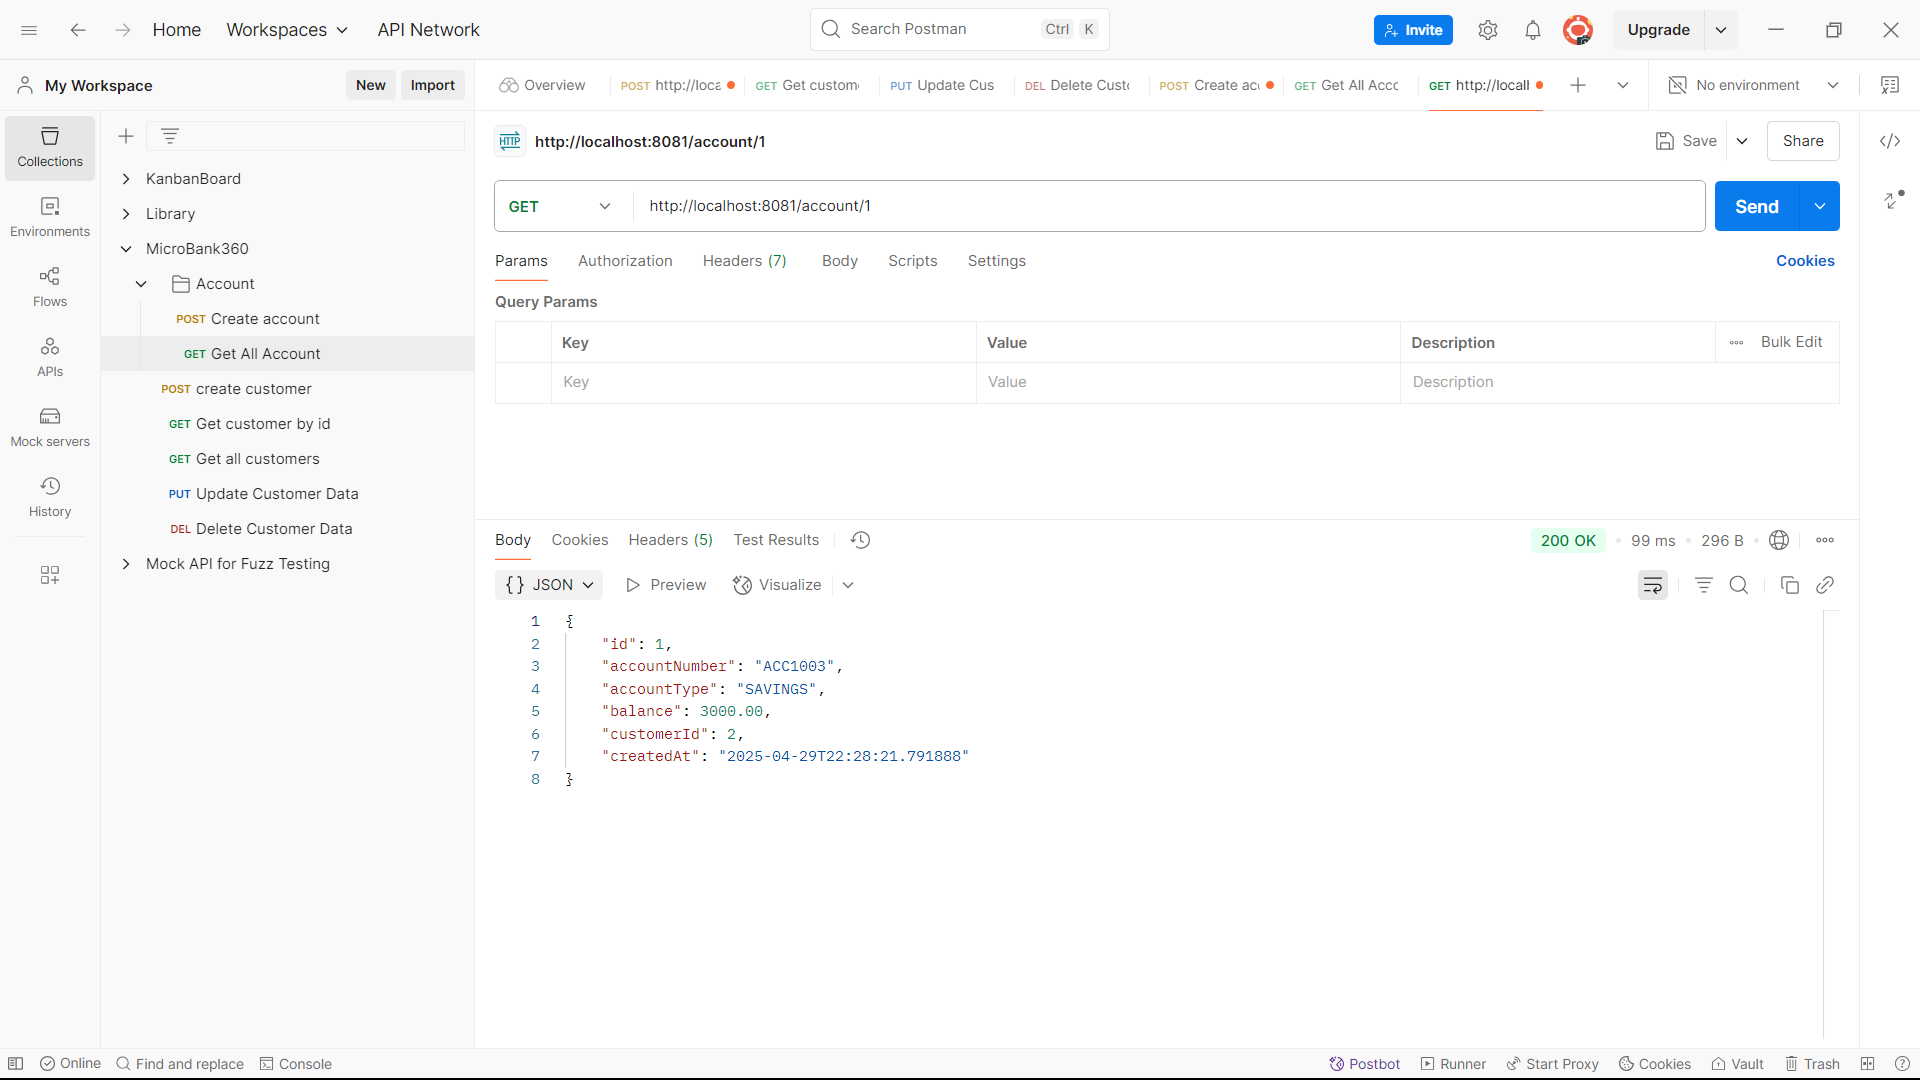 Home Workspaces API Network Search Postman Ctrl K Invite Upgrade
My Workspace New Import Overview POST http://loca GET Get custom PUT Update Cus DEL Delete Custo POST Create acc GET Get All Acco GET http://locall No environment
Collections
Environments
Flows
APIs
Mock servers
History
KanbanBoard
Library
MicroBank360
Account
POST Create account
GET Get All Account
POST create customer
GET Get customer by id
GET Get all customers
PUT Update Customer Data
DEL Delete Customer Data
Mock API for Fuzz Testing
HTTP http://localhost:8081/account/1 Save Share
GET http://localhost:8081/account/1 Send
Params Authorization Headers (7) Body Scripts Settings Cookies
Query Params
Key Value Description Bulk Edit
Key Value Description
Body Cookies Headers (5) Test Results 200 OK 99 ms 296 B
{} JSON Preview Visualize
1 {
2 "id": 1,
3 "accountNumber": "ACC1003",
4 "accountType": "SAVINGS",
5 "balance": 3000.00,
6 "customerId": 2,
7 "createdAt": "2025-04-29T22:28:21.791888"
8 }
Online Find and replace Console Postbot Runner Start Proxy Cookies Vault Trash